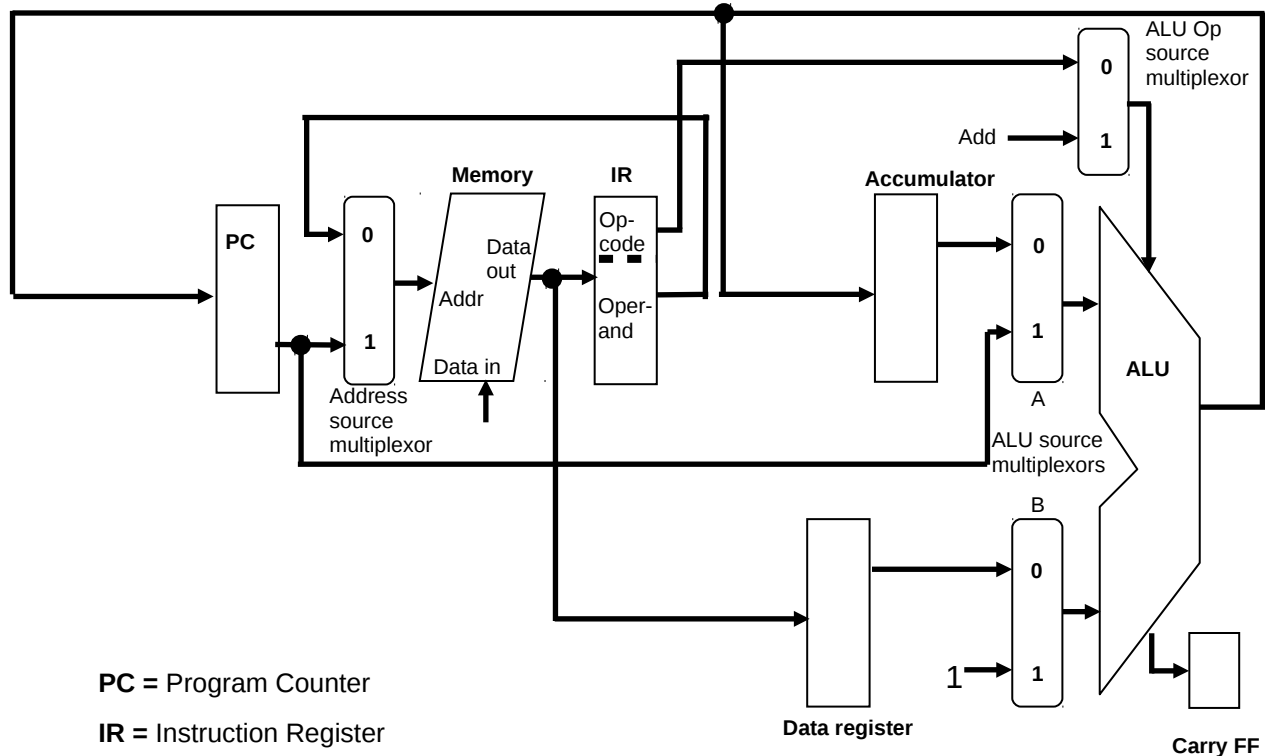 ALU Op
source
multiplexor
0
Add
1
Memory
IR
Accumulator
PC
0
1
Data
out
Addr
Data in
Op-
code
Oper-
and
0
1
ALU
Address
source
multiplexor
A
ALU source
multiplexors
B
0
1
1
PC = Program Counter
IR = Instruction Register
Data register
Carry FF